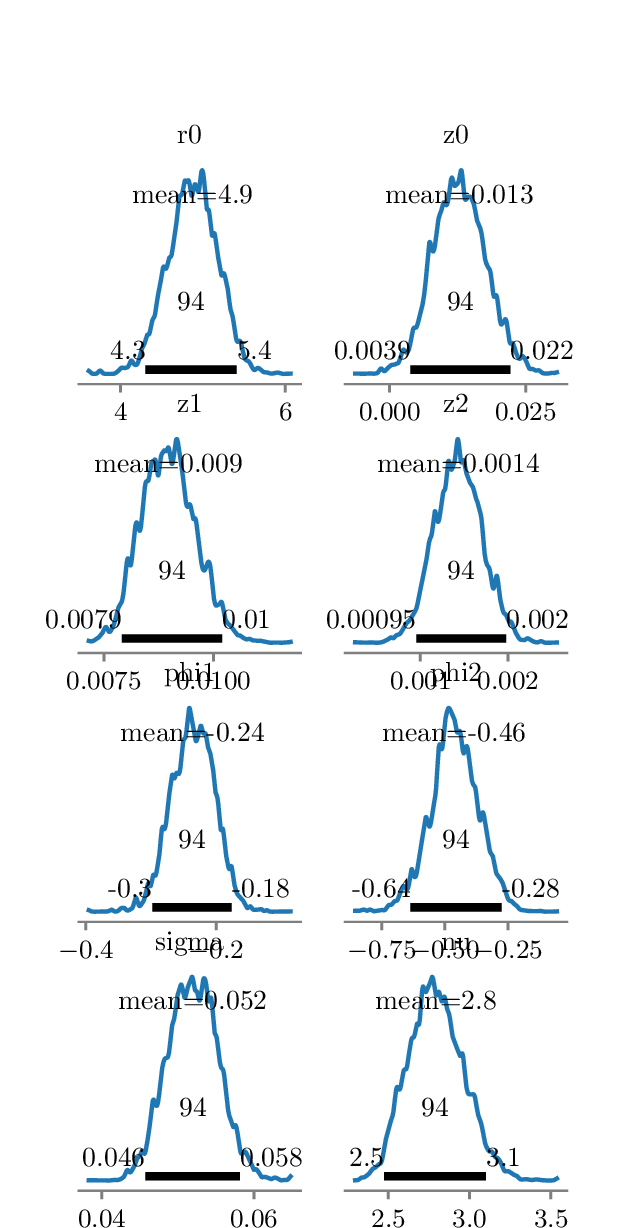 r0 z0
mean=4.9 mean=0.013
94 94
4.3 5.4 0.0039 0.022
4 6 0.000 0.025
z1 z2
mean=0.009 mean=0.0014
94 94
0.0079 0.01 0.00095 0.002
0.0075 0.0100 0.001 0.002
phi1 phi2
mean=-0.24 mean=-0.46
94 94
-0.3 -0.18 -0.64 -0.28
−0.4 −0.2 −0.75 −0.50 −0.25
sigma nu
mean=0.052 mean=2.8
94 94
0.046 0.058 2.5 3.1
0.04 0.06 2.5 3.0 3.5